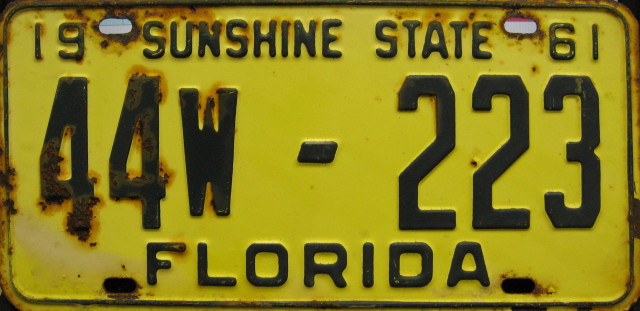 19 SUNSHINE STATE 61
44W - 223
FLORIDA